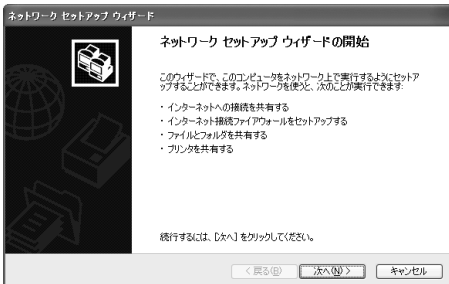 ネットワーク セットアップ ウィザード
ネットワーク セットアップ ウィザードの開始
このウィザードで、このコンピュータをネットワーク上で実行するようにセットア
ップすることができます。ネットワークを使うと、次のことが実行できます:
・ インターネットへの接続を共有する
・ インターネット接続ファイアウォールをセットアップする
・ ファイルとフォルダを共有する
・ プリンタを共有する
続行するには、[次へ] をクリックしてください。
< 戻る(B)
次へ(N) >
キャンセル